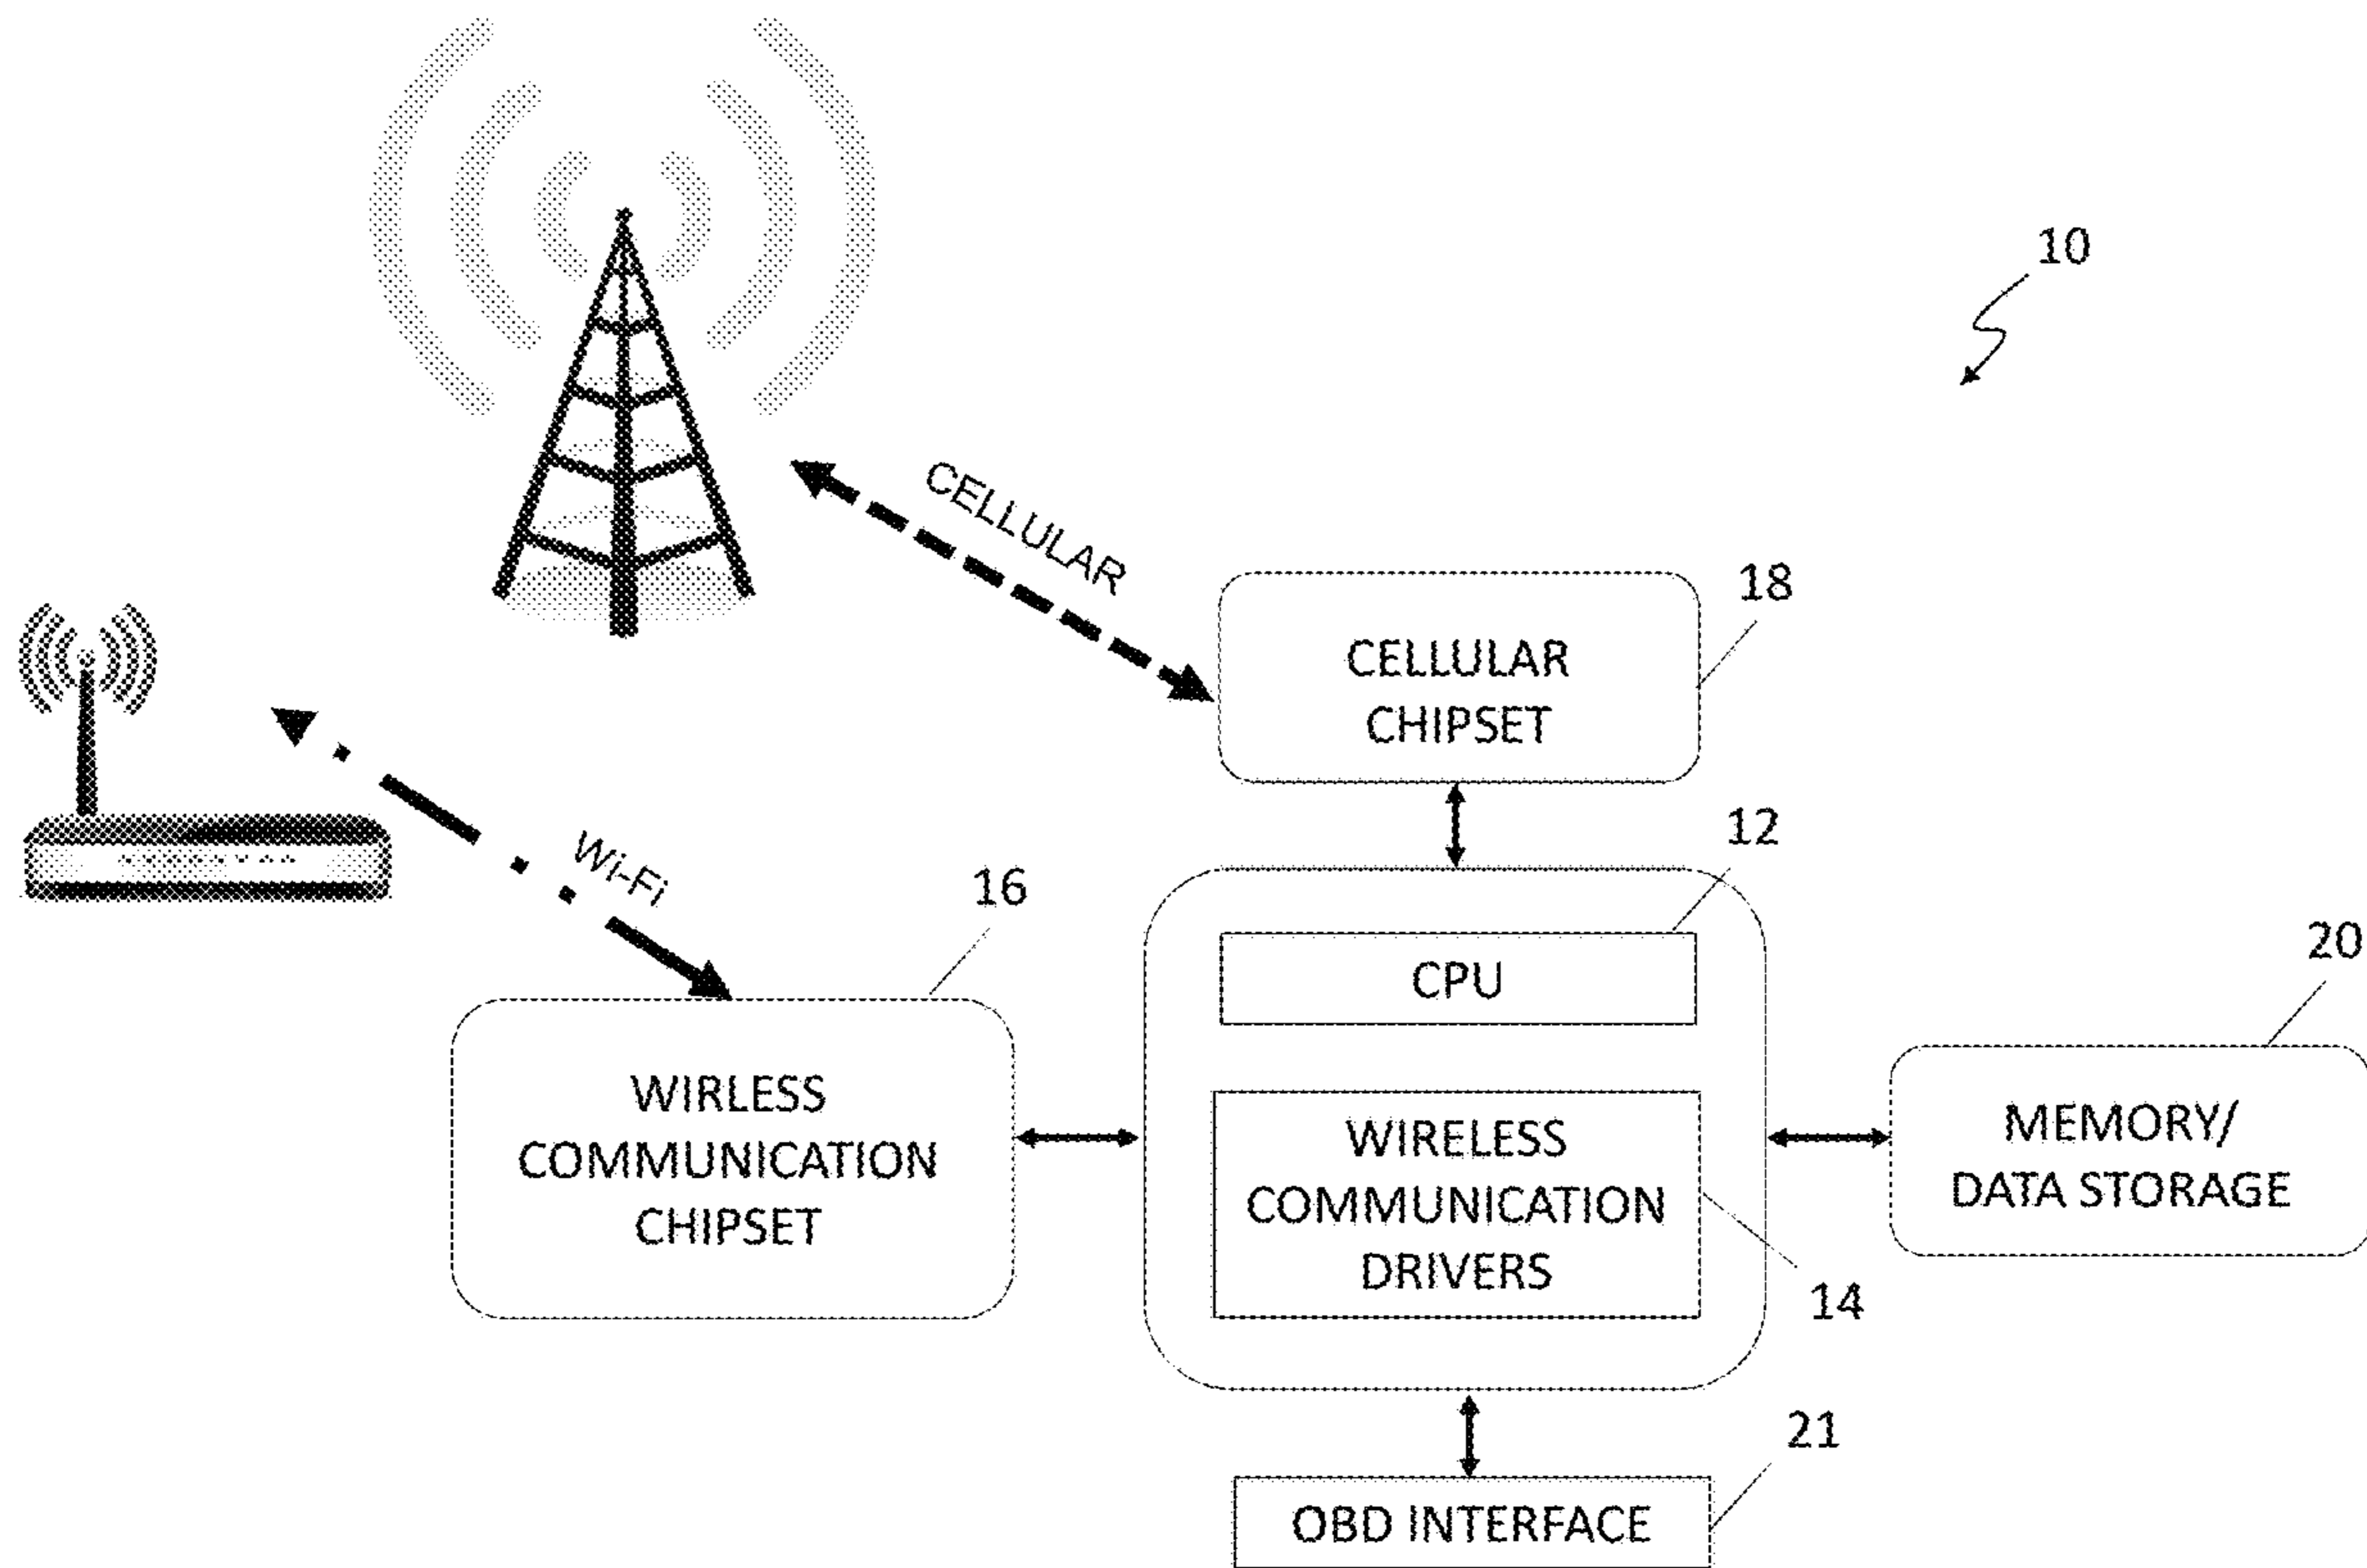 10
CELLULAR
18
CELLULAR
CHIPSET
12
Wi-Fi
16
CPU
20
WIRLESS
COMMUNICATION
CHIPSET
WIRELESS
COMMUNICATION
DRIVERS
MEMORY/
DATA STORAGE
14
21
OBD INTERFACE